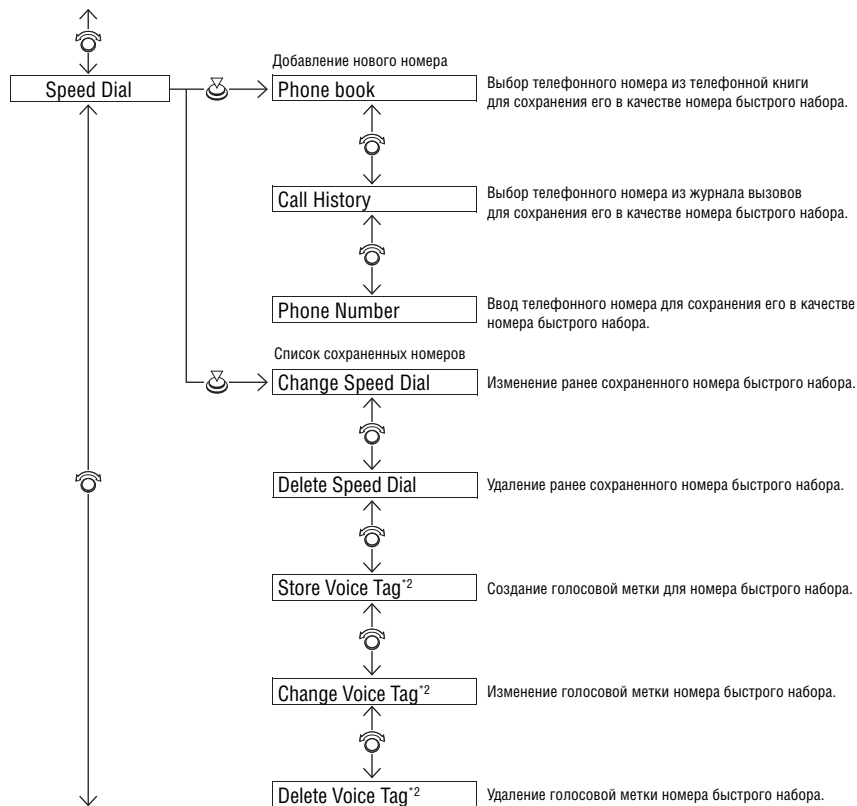 Добавление нового номера
Speed Dial
Phone book
Выбор телефонного номера из телефонной книги
для сохранения его в качестве номера быстрого набора.
Call History
Выбор телефонного номера из журнала вызовов
для сохранения его в качестве номера быстрого набора.
Phone Number
Ввод телефонного номера для сохранения его в качестве
номера быстрого набора.
Список сохраненных номеров
Change Speed Dial
Изменение ранее сохраненного номера быстрого набора.
Delete Speed Dial
Удаление ранее сохраненного номера быстрого набора.
Store Voice Tag*2
Создание голосовой метки для номера быстрого набора.
Change Voice Tag*2
Изменение голосовой метки номера быстрого набора.
Delete Voice Tag*2
Удаление голосовой метки номера быстрого набора.